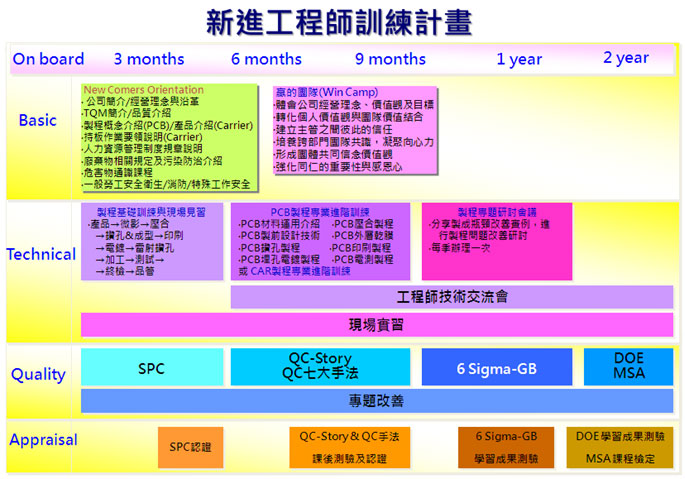 新進工程師訓練計畫
On board 3 months 6 months 9 months 1 year 2 year
Basic
New Comers Orientation
‧公司簡介/經營理念與沿革
‧TQM簡介/品質介紹
‧製程概念介紹(PCB)/產品介紹(Carrier)
‧持板作業要領說明(Carrier)
‧人力資源管理制度規章說明
‧廢棄物相關規定及污染防治介紹
‧危害物通識課程
‧一般勞工安全衛生/消防/特殊工作安全
贏的團隊(Win Camp)
‧體會公司經營理念、價值觀及目標
‧轉化個人價值觀與團隊價值結合
‧建立主管之間彼此的信任
‧培養跨部門團隊共識，凝聚向心力
‧形成團體共同信念價值觀
‧強化同仁的重要性與感恩心
Technical
製程基礎訓練與現場見習
‧產品→微影→壓合
→鑽孔&成型→印刷
→電鍍→雷射鑽孔
→加工→測試→
→終檢→品管
PCB製程專業進階訓練
‧PCB材料運用介紹 ‧PCB壓合製程
‧PCB製前設計技術 ‧PCB外層乾膜
‧PCB鑽孔製程 ‧PCB印刷製程
‧PCB埋孔電鍍製程 ‧PCB電測製程
或 CAR製程專業進階訓練
製程專題研討會議
‧分享製成瓶頸改善實例，進
行製程問題改善研討
‧每季辦理一次
工程師技術交流會
現場實習
Quality
SPC
QC-Story
QC七大手法
6 Sigma-GB
DOE
MSA
專題改善
Appraisal
SPC認證
QC-Story & QC手法
課後測驗及認證
6 Sigma-GB
學習成果測驗
DOE學習成果測驗
MSA課程檢定